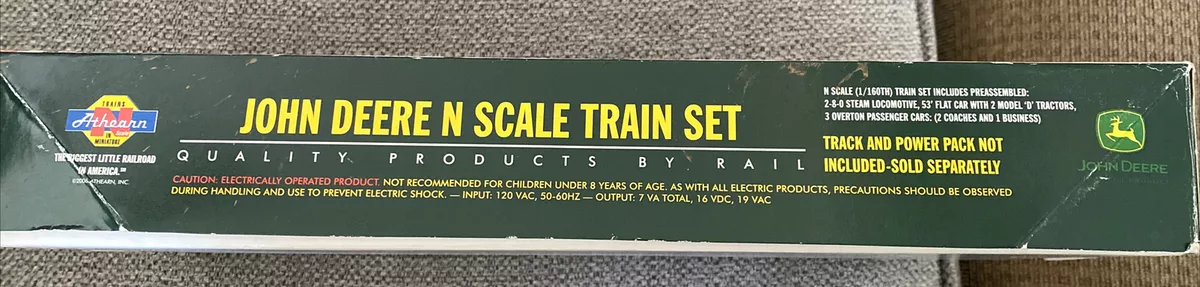 TRAINS
N
Athearn
Scale
IN
MINIATURE
THE BIGGEST LITTLE RAILROAD
IN AMERICA.℠
©2004 ATHEARN, INC.
JOHN DEERE N SCALE TRAIN SET
QUALITY PRODUCTS BY RAIL
CAUTION: ELECTRICALLY OPERATED PRODUCT. NOT RECOMMENDED FOR CHILDREN UNDER 8 YEARS OF AGE. AS WITH ALL ELECTRIC PRODUCTS, PRECAUTIONS SHOULD BE OBSERVED
DURING HANDLING AND USE TO PREVENT ELECTRIC SHOCK. — INPUT: 120 VAC, 50-60HZ — OUTPUT: 7 VA TOTAL, 16 VDC, 19 VAC
N SCALE (1/160TH) TRAIN SET INCLUDES PREASSEMBLED:
2-8-0 STEAM LOCOMOTIVE, 53' FLAT CAR WITH 2 MODEL 'D' TRACTORS,
3 OVERTON PASSENGER CARS: (2 COACHES AND 1 BUSINESS)
TRACK AND POWER PACK NOT
INCLUDED-SOLD SEPARATELY
JOHN DEERE